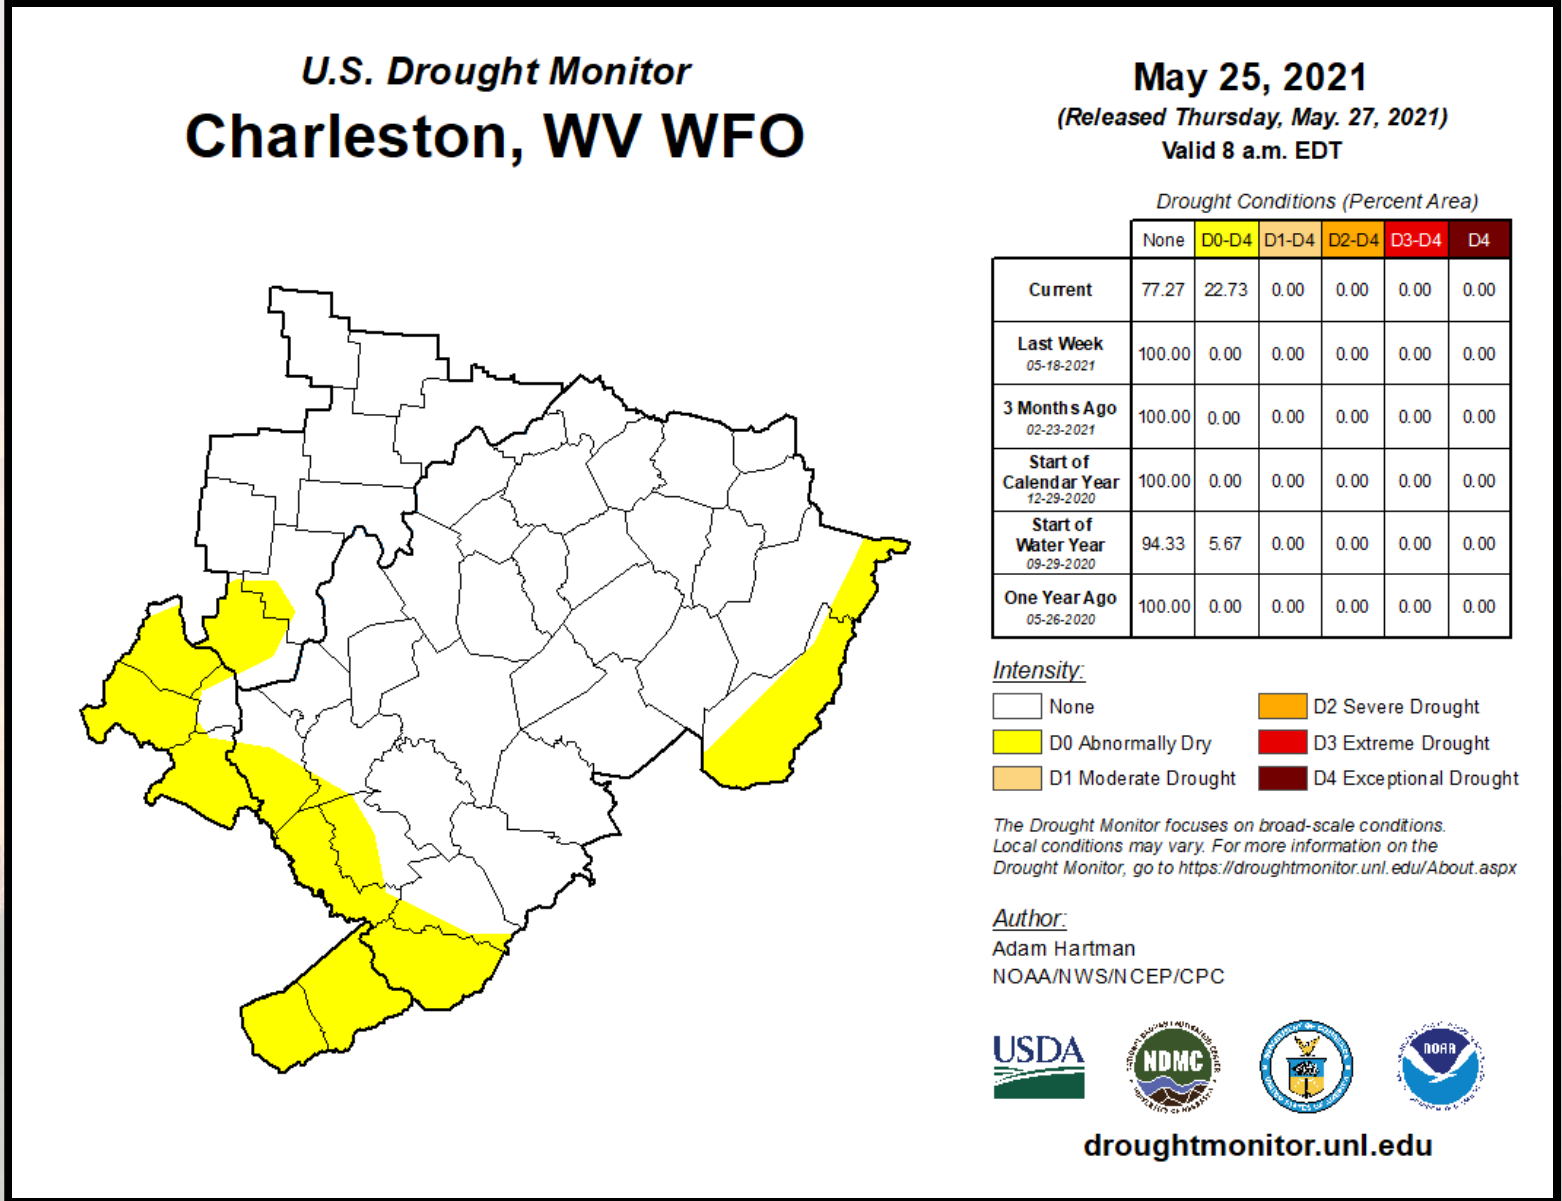 U.S. Drought Monitor
Charleston, WV WFO
May 25, 2021
(Released Thursday, May. 27, 2021)
Valid 8 a.m. EDT
Drought Conditions (Percent Area)
None D0-D4 D1-D4 D2-D4 D3-D4 D4
Current 77.27 22.73 0.00 0.00 0.00 0.00
Last Week
05-18-2021
100.00 0.00 0.00 0.00 0.00 0.00
3 Months Ago
02-23-2021
100.00 0.00 0.00 0.00 0.00 0.00
Start of
Calendar Year
12-29-2020
100.00 0.00 0.00 0.00 0.00 0.00
Start of
Water Year
09-29-2020
94.33 5.67 0.00 0.00 0.00 0.00
One Year Ago
05-26-2020
100.00 0.00 0.00 0.00 0.00 0.00
Intensity:
None
D0 Abnormally Dry
D1 Moderate Drought
D2 Severe Drought
D3 Extreme Drought
D4 Exceptional Drought
The Drought Monitor focuses on broad-scale conditions.
Local conditions may vary. For more information on the
Drought Monitor, go to https://droughtmonitor.unl.edu/About.aspx
Author:
Adam Hartman
NOAA/NWS/NCEP/CPC
USDA
NDMC
NOAA
droughtmonitor.unl.edu